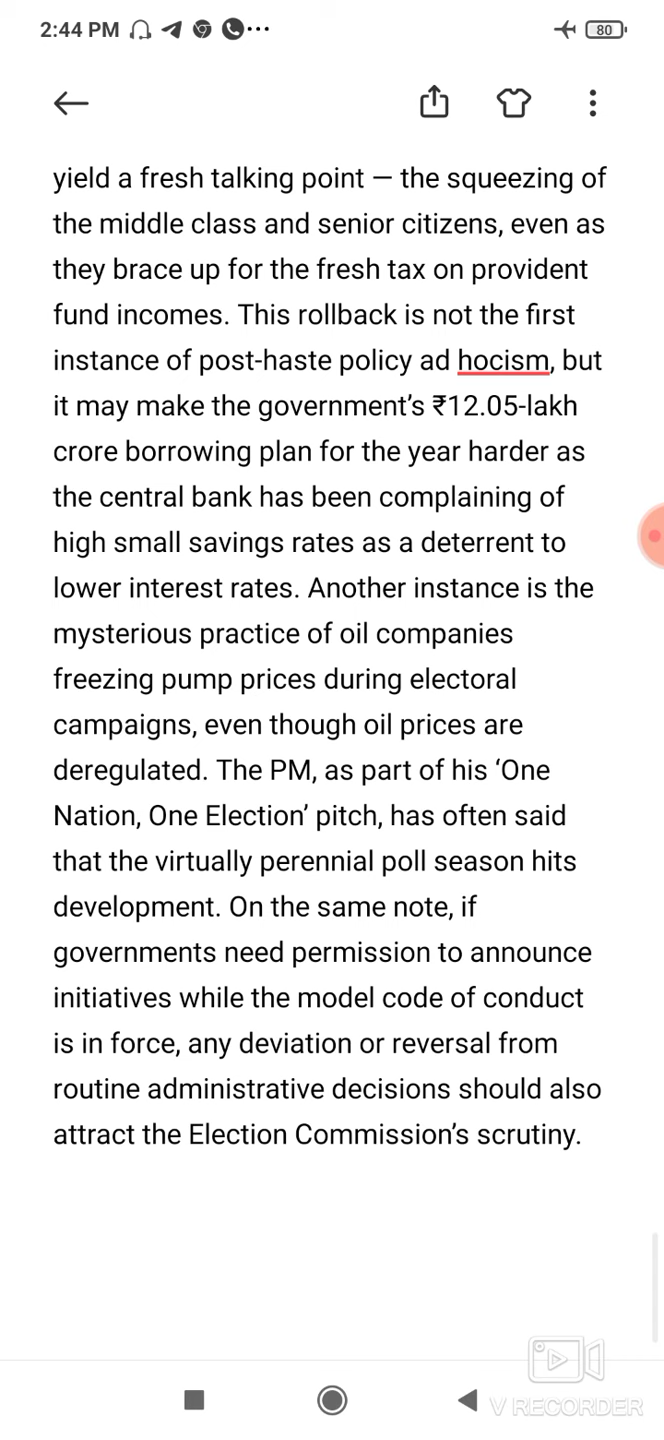 2:44 PM
80
yield a fresh talking point — the squeezing of
the middle class and senior citizens, even as
they brace up for the fresh tax on provident
fund incomes. This rollback is not the first
instance of post-haste policy ad hocism, but
it may make the government’s ₹12.05-lakh
crore borrowing plan for the year harder as
the central bank has been complaining of
high small savings rates as a deterrent to
lower interest rates. Another instance is the
mysterious practice of oil companies
freezing pump prices during electoral
campaigns, even though oil prices are
deregulated. The PM, as part of his ‘One
Nation, One Election’ pitch, has often said
that the virtually perennial poll season hits
development. On the same note, if
governments need permission to announce
initiatives while the model code of conduct
is in force, any deviation or reversal from
routine administrative decisions should also
attract the Election Commission’s scrutiny.
V RECORDER